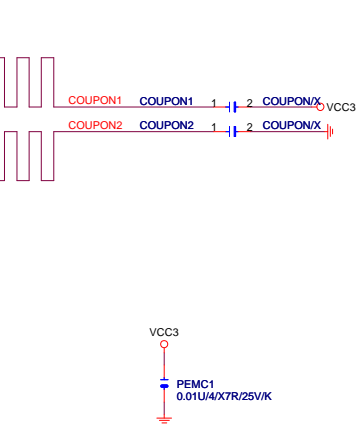 COUPON1 COUPON1 1 2 COUPON/X VCC3
COUPON2 COUPON2 1 2 COUPON/X
VCC3
PEMC1
0.01U/4/X7R/25V/K